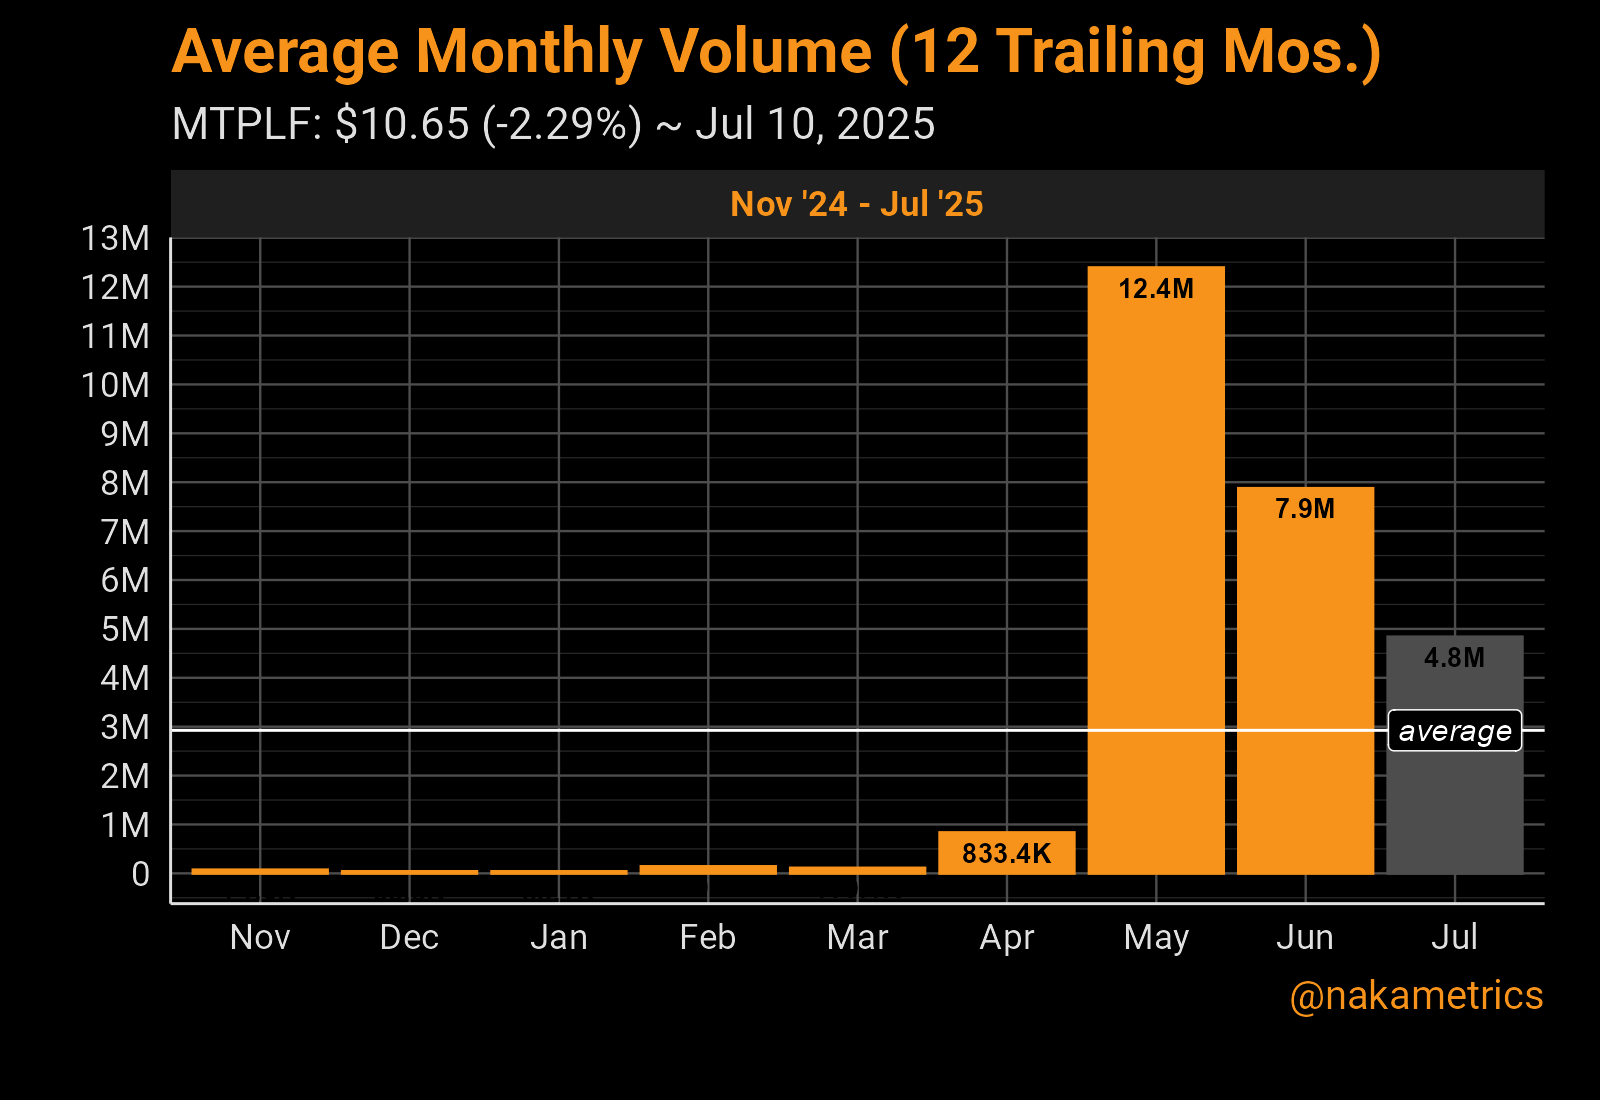 Average Monthly Volume (12 Trailing Mos.)
MTPLF: $10.65 (-2.29%) ~ Jul 10, 2025
Nov '24 - Jul '25
13M
12M
11M
10M
9M
8M
7M
6M
5M
4M
3M
2M
1M
0
12.4M
7.9M
4.8M
average
833.4K
Nov
Dec
Jan
Feb
Mar
Apr
May
Jun
Jul
@nakametrics